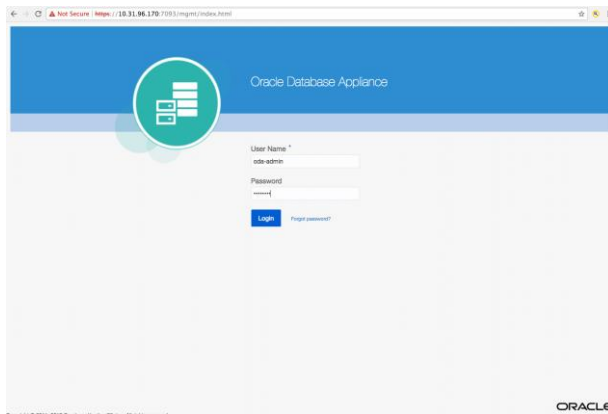 Not Secure | https://10.31.96.170:7093/mgmt/index.html
Oracle Database Appliance
User Name *
oda-admin
Password
Login Forgot password?
ORACLE